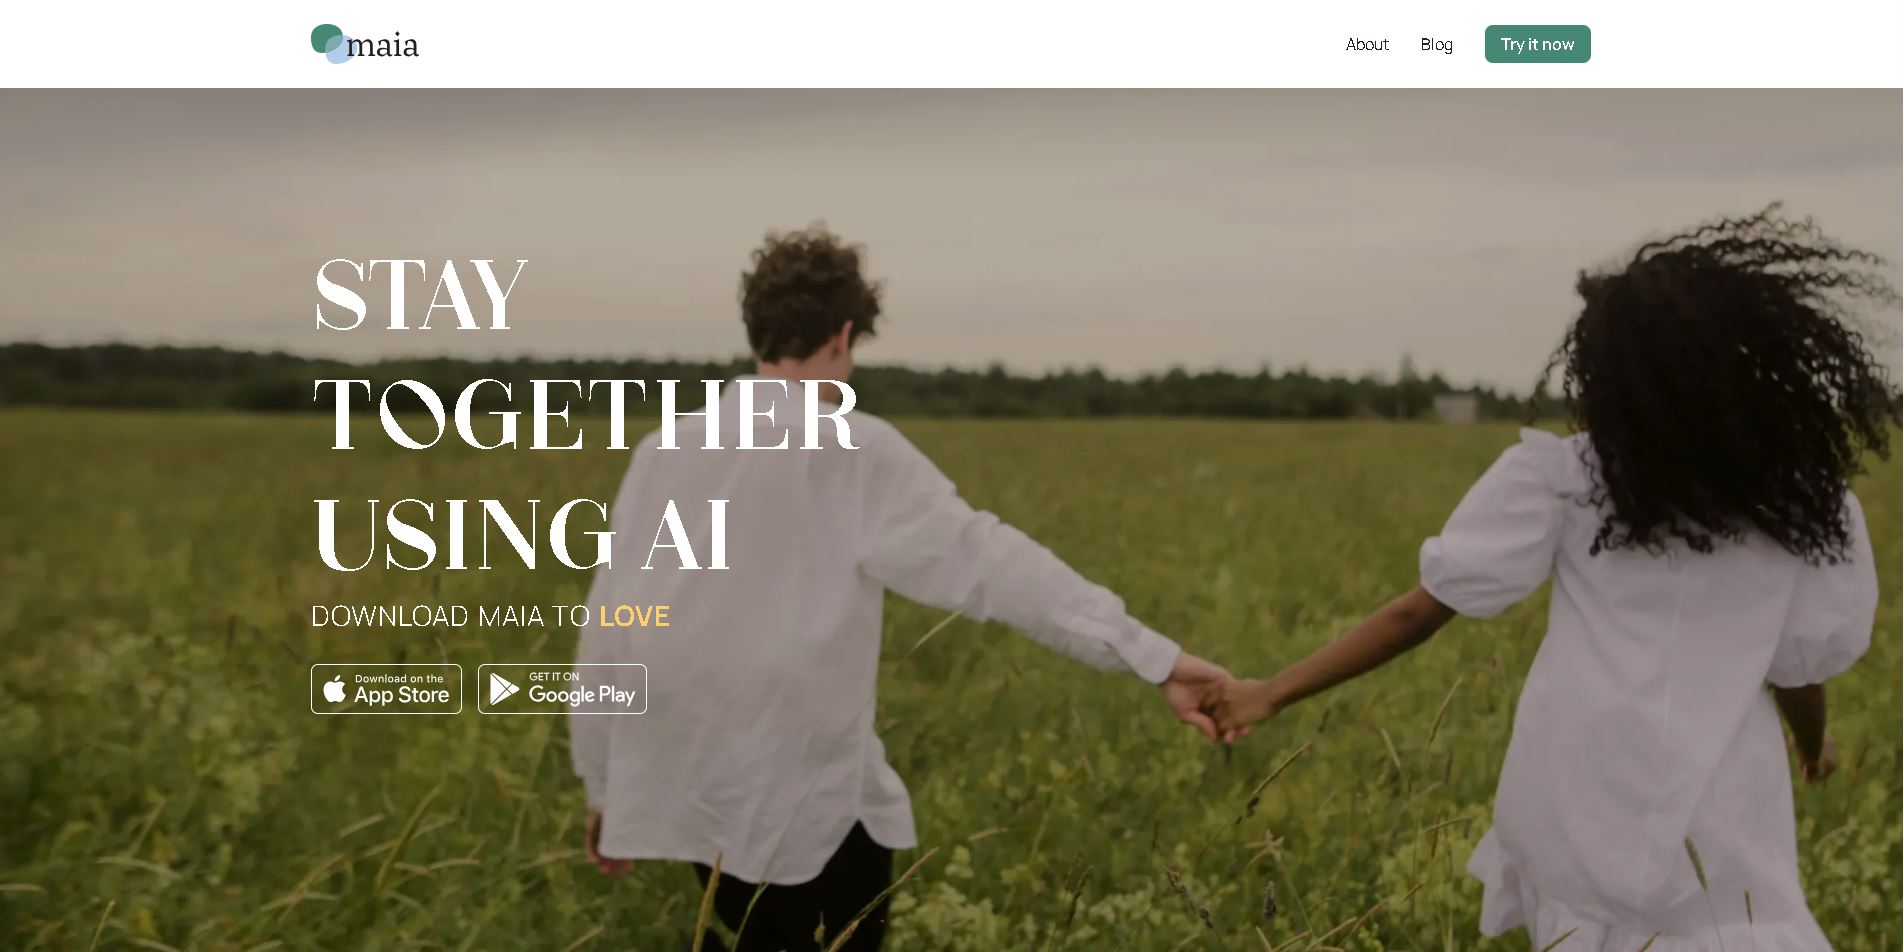 maia
About
Blog
Try it now
STAY
TOGETHER
USING AI
DOWNLOAD MAIA TO LOVE
Download on the
App Store
GET IT ON
Google Play